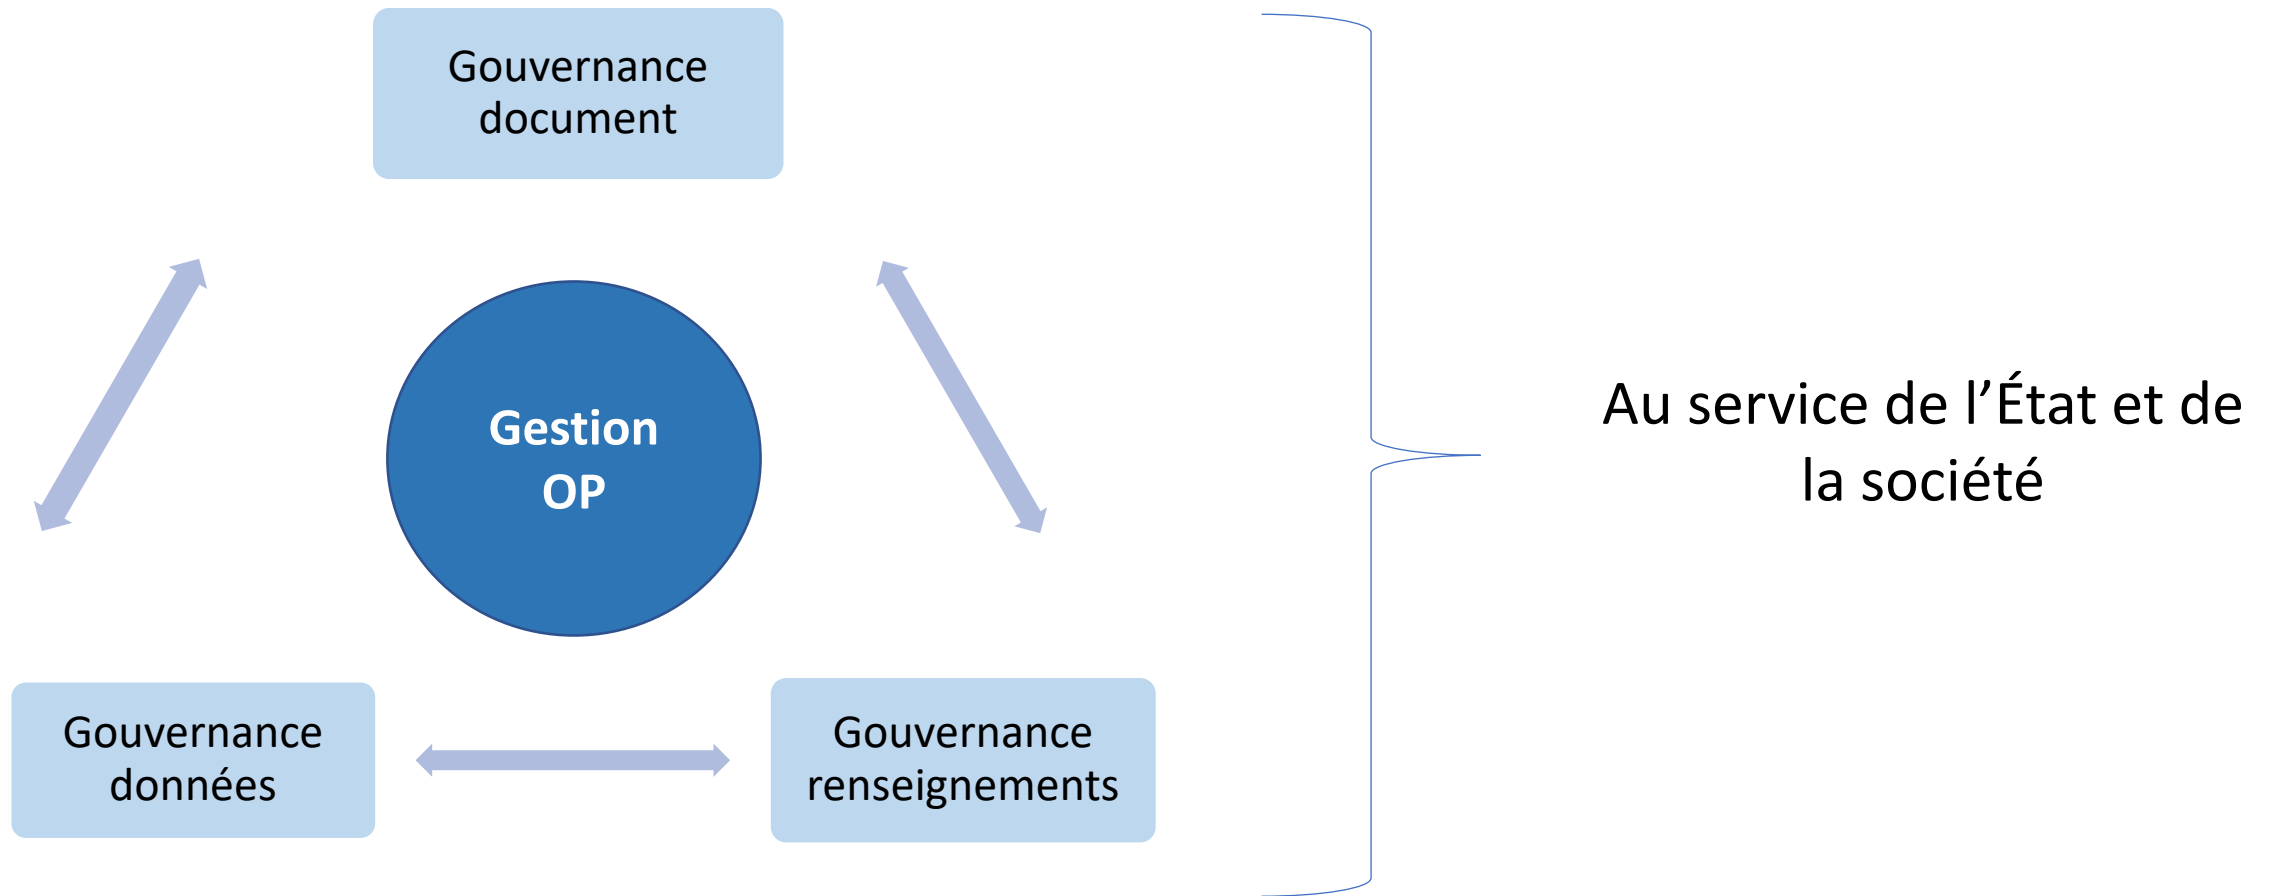 Gouvernance
document
Gestion
OP
Gouvernance
données
Gouvernance
renseignements
Au service de l’État et de
la société